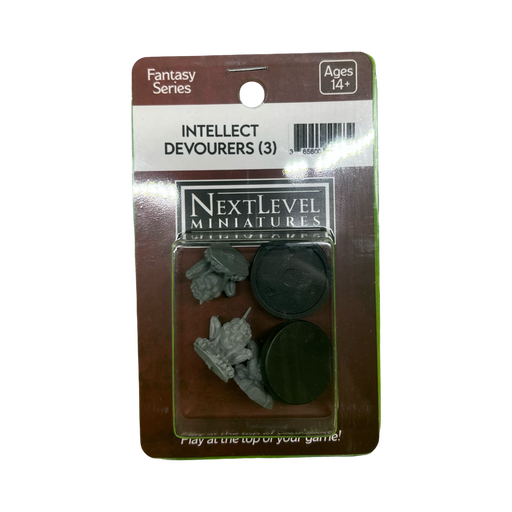 Fantasy
Series
Ages
14+
INTELLECT
DEVOURERS (3)
NEXTLEVEL
MINIATURES
Play at the top of your game!